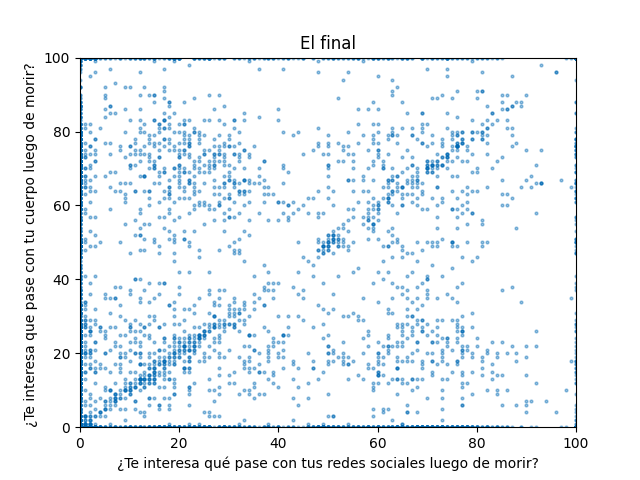 El final
¿Te interesa que pase con tu cuerpo luego de morir?
100
80
60
40
20
0
0 20 40 60 80 100
¿Te interesa qué pase con tus redes sociales luego de morir?